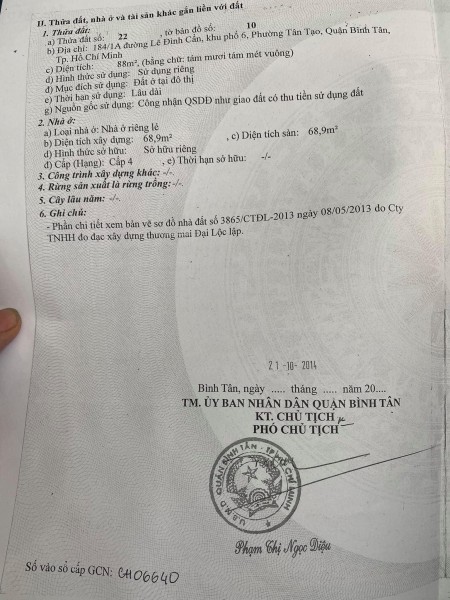 II. Thửa đất, nhà ở và tài sản khác gắn liền với đất
1. Thửa đất:
a) Thửa đất số: 22 , tờ bản đồ số: 10
b) Địa chỉ: 184/1A đường Lê Đình Cẩn, khu phố 6, Phường Tân Tạo, Quận Bình Tân,
Tp. Hồ Chí Minh
c) Diện tích: 88m², (bằng chữ: tám mươi tám mét vuông)
d) Hình thức sử dụng: Sử dụng riêng
đ) Mục đích sử dụng: Đất ở tại đô thị
e) Thời hạn sử dụng: Lâu dài
g) Nguồn gốc sử dụng: Công nhận QSDĐ như giao đất có thu tiền sử dụng đất
2. Nhà ở:
a) Loại nhà ở: Nhà ở riêng lẻ
b) Diện tích xây dựng: 68,9m² , c) Diện tích sàn: 68,9m²
d) Hình thức sở hữu: Sở hữu riêng
đ) Cấp (Hạng): Cấp 4 , e) Thời hạn sở hữu: -/-
3. Công trình xây dựng khác: -/-
4. Rừng sản xuất là rừng trồng: -/-
5. Cây lâu năm: -/-
6. Ghi chú:
- Phần chi tiết xem bản vẽ sơ đồ nhà đất số 3865/CTĐL-2013 ngày 08/05/2013 do Cty
TNHH đo đạc xây dựng thương mai Đại Lộc lập.
21 -10- 2014
Bình Tân, ngày ..... tháng ..... năm 20....
TM. ỦY BAN NHÂN DÂN QUẬN BÌNH TÂN
KT. CHỦ TỊCH
PHÓ CHỦ TỊCH
U.B.N.D QUẬN BÌNH TÂN - TP HỒ CHÍ MINH
Phạm Thị Ngọc Diệu
Số vào sổ cấp GCN: CH06640